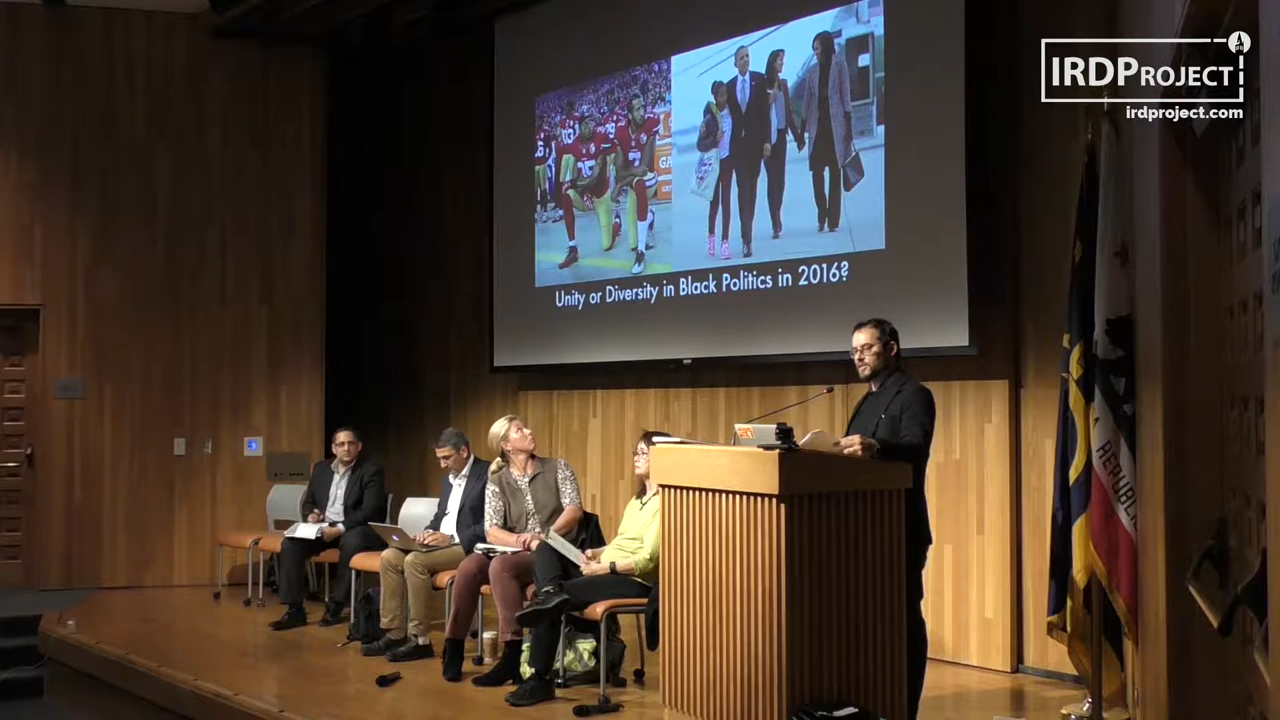 IRDPROJECT
irdproject.com
Unity or Diversity in Black Politics in 2016?
REPUBLIC